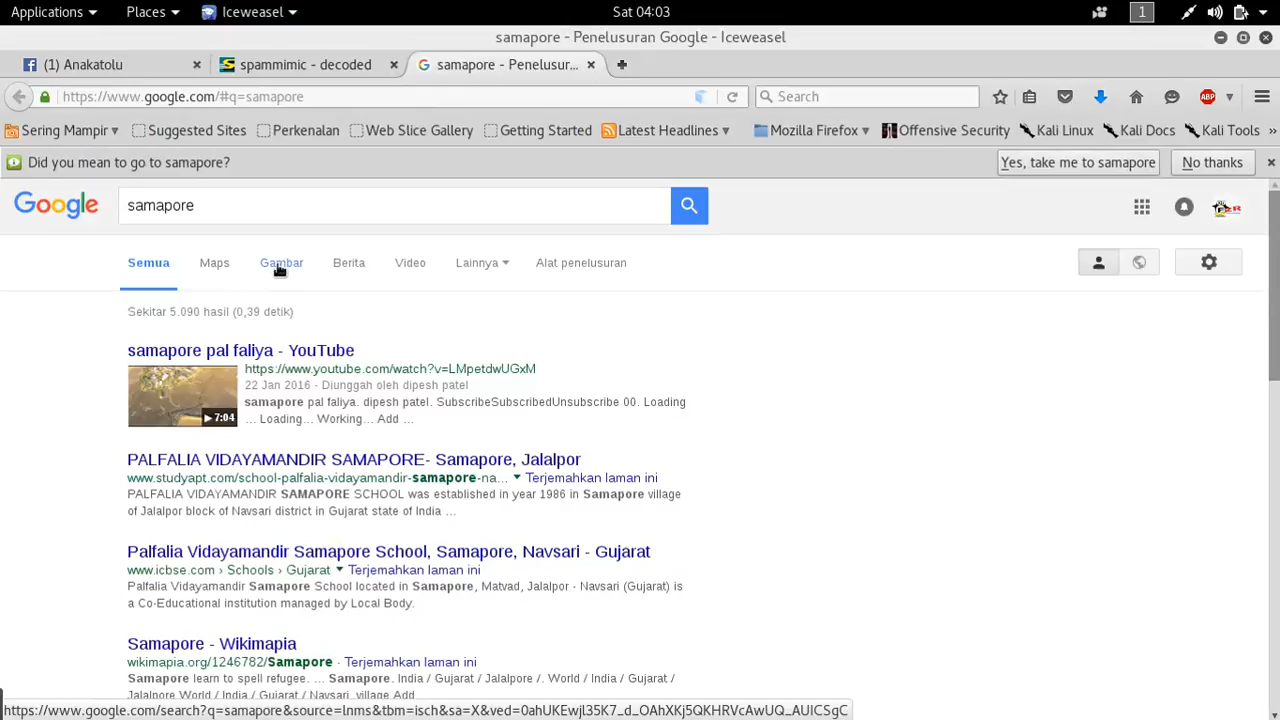 Applications Places Iceweasel Sat 04:03 1
samapore - Penelusuran Google - Iceweasel
(1) Anakatolu spammimic - decoded samapore - Penelusur...
https://www.google.com/#q=samapore Search ABP
Sering Mampir Suggested Sites Perkenalan Web Slice Gallery Getting Started Latest Headlines Mozilla Firefox Offensive Security Kali Linux Kali Docs Kali Tools »
Did you mean to go to samapore? Yes, take me to samapore No thanks
Google samapore
Semua Maps Gambar Berita Video Lainnya Alat penelusuran
Sekitar 5.090 hasil (0,39 detik)
samapore pal faliya - YouTube
https://www.youtube.com/watch?v=LMpetdwUGxM
22 Jan 2016 - Diunggah oleh dipesh patel
samapore pal faliya. dipesh patel. SubscribeSubscribedUnsubscribe 00. Loading
7:04 ... Loading... Working... Add ...
PALFALIA VIDAYAMANDIR SAMAPORE- Samapore, Jalalpor
www.studyapt.com/school-palfalia-vidayamandir-samapore-na... Terjemahkan laman ini
PALFALIA VIDAYAMANDIR SAMAPORE SCHOOL was established in year 1986 in Samapore village
of Jalalpor block of Navsari district in Gujarat state of India ...
Palfalia Vidayamandir Samapore School, Samapore, Navsari - Gujarat
www.icbse.com › Schools › Gujarat Terjemahkan laman ini
Palfalia Vidayamandir Samapore School located in Samapore, Matvad, Jalalpor - Navsari (Gujarat) is
a Co-Educational institution managed by Local Body.
Samapore - Wikimapia
wikimapia.org/1246782/Samapore - Terjemahkan laman ini
Samapore learn to spell refugee. ... Samapore. India / Gujarat / Jalalpore /. World / India / Gujarat /
Jalalpore World / India / Gujarat / Navsari. village Add
https://www.google.com/search?q=samapore&source=lnms&tbm=isch&sa=X&ved=0ahUKEwjl35K7_d_OAhXKj5QKHRVcAwUQ_AUICSgC